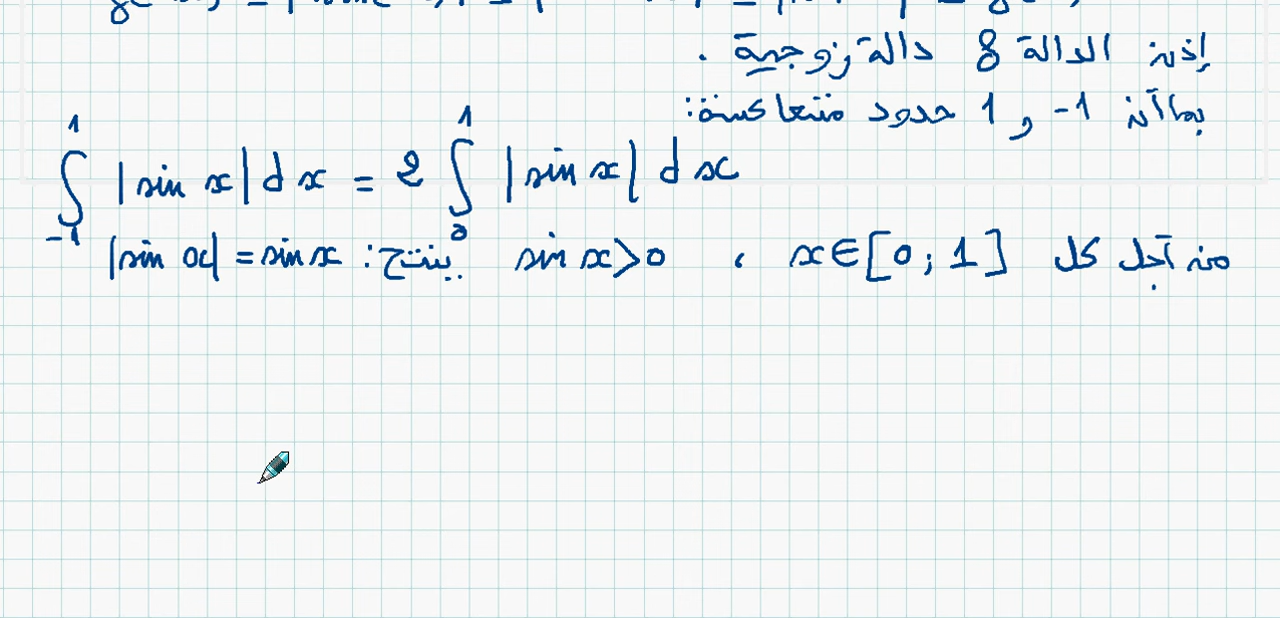 إذن الدالة g دالة زوجية .
بما أن 1- و 1 حدود متعاكسة:
∫_{-1}^{1} |sin x| dx = 2 ∫_{0}^{1} |sin x| dx
من أجل كل x∈[0;1] ، sin x>0 ينتج: |sin x| = sin x